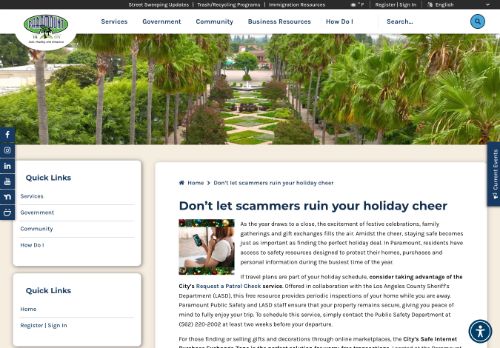 Street Sweeping Updates | Trash/Recycling Programs | Immigration Resources
°F
Register | Sign In
English
PARAMOUNT
Services
Government
Community
Business Resources
How Do I
Search...
Current Events
Quick Links
Services
Government
Community
How Do I
Quick Links
Home
Register | Sign In
Home > Don't let scammers ruin your holiday cheer
Don't let scammers ruin your holiday cheer
As the year draws to a close, the excitement of festive celebrations, family
gatherings and gift exchanges fills the air. Amidst the cheer, staying safe becomes
just as important as finding the perfect holiday deal. In Paramount, residents have
access to safety resources designed to protect their homes, purchases and
personal information during the busiest time of the year.
If travel plans are part of your holiday schedule, consider taking advantage of the
City's Request a Patrol Check service. Offered in collaboration with the Los Angeles County Sheriff's
Department (LASD), this free resource provides periodic inspections of your home while you are away.
Paramount Public Safety and LASD staff ensure that your property remains secure, giving you peace of
mind to fully enjoy your trip. To schedule this service, simply contact the Public Safety Department at
(562) 220-2002 at least two weeks before your departure.
For those finding or selling gifts and decorations through online marketplaces, the City's Safe Internet